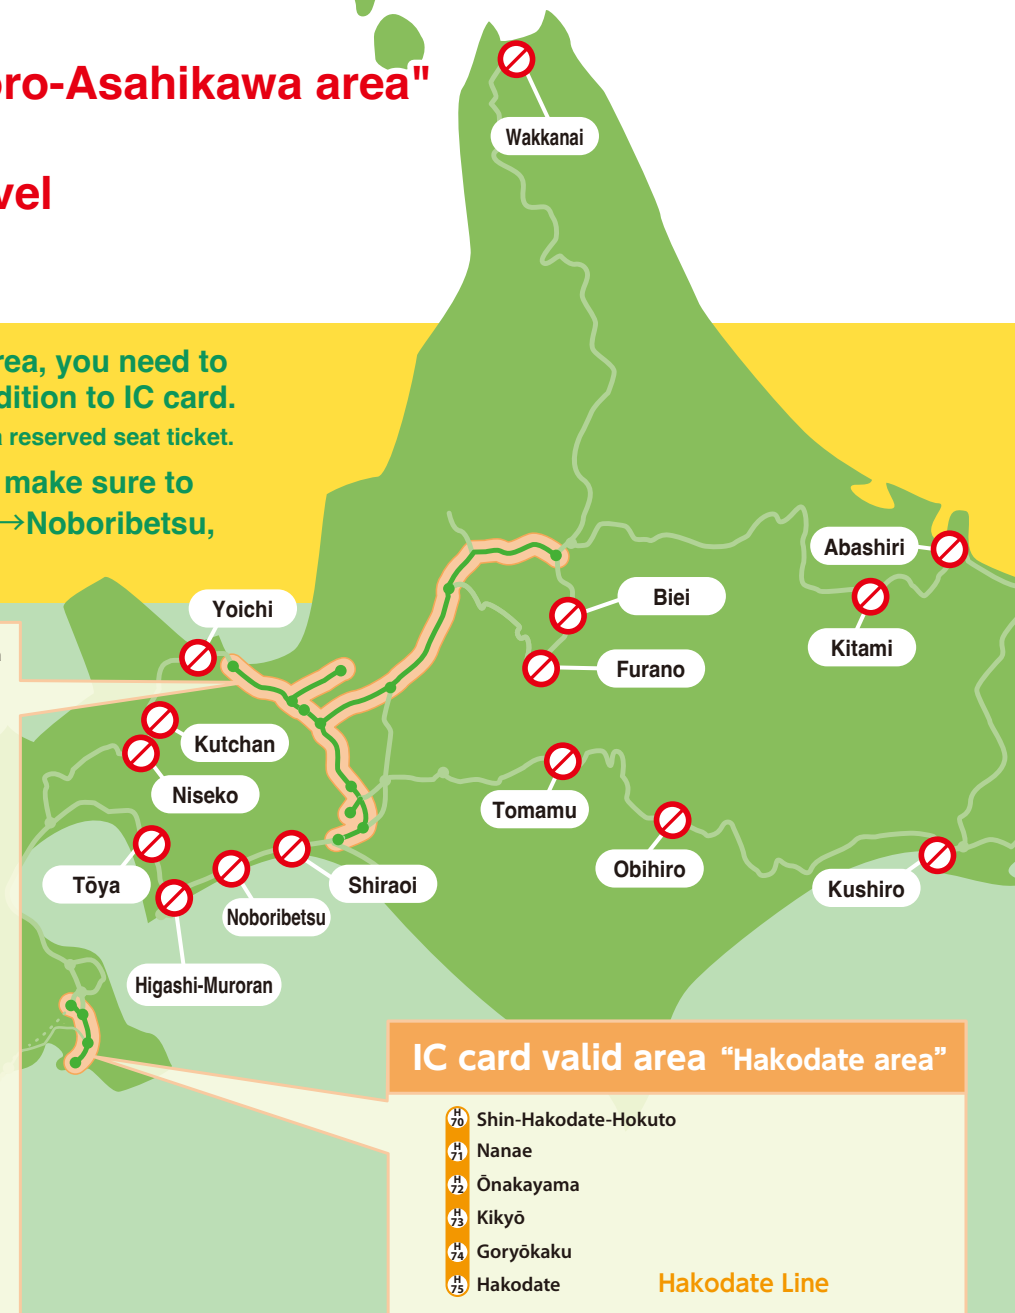 oro-Asahikawa area"
vel
Wakkanai
rea, you need to
dition to IC card.
reserved seat ticket.
make sure to
→Noboribetsu,
Abashiri
Kitami
Biei
Furano
Yoichi
Kutchan
Niseko
Tomamu
Obihiro
Kushiro
Tōya
Shiraoi
Noboribetsu
Higashi-Muroran
IC card valid area “Hakodate area”
H70 Shin-Hakodate-Hokuto
H71 Nanae
H72 Ōnakayama
H73 Kikyō
H74 Goryōkaku
H75 Hakodate
Hakodate Line